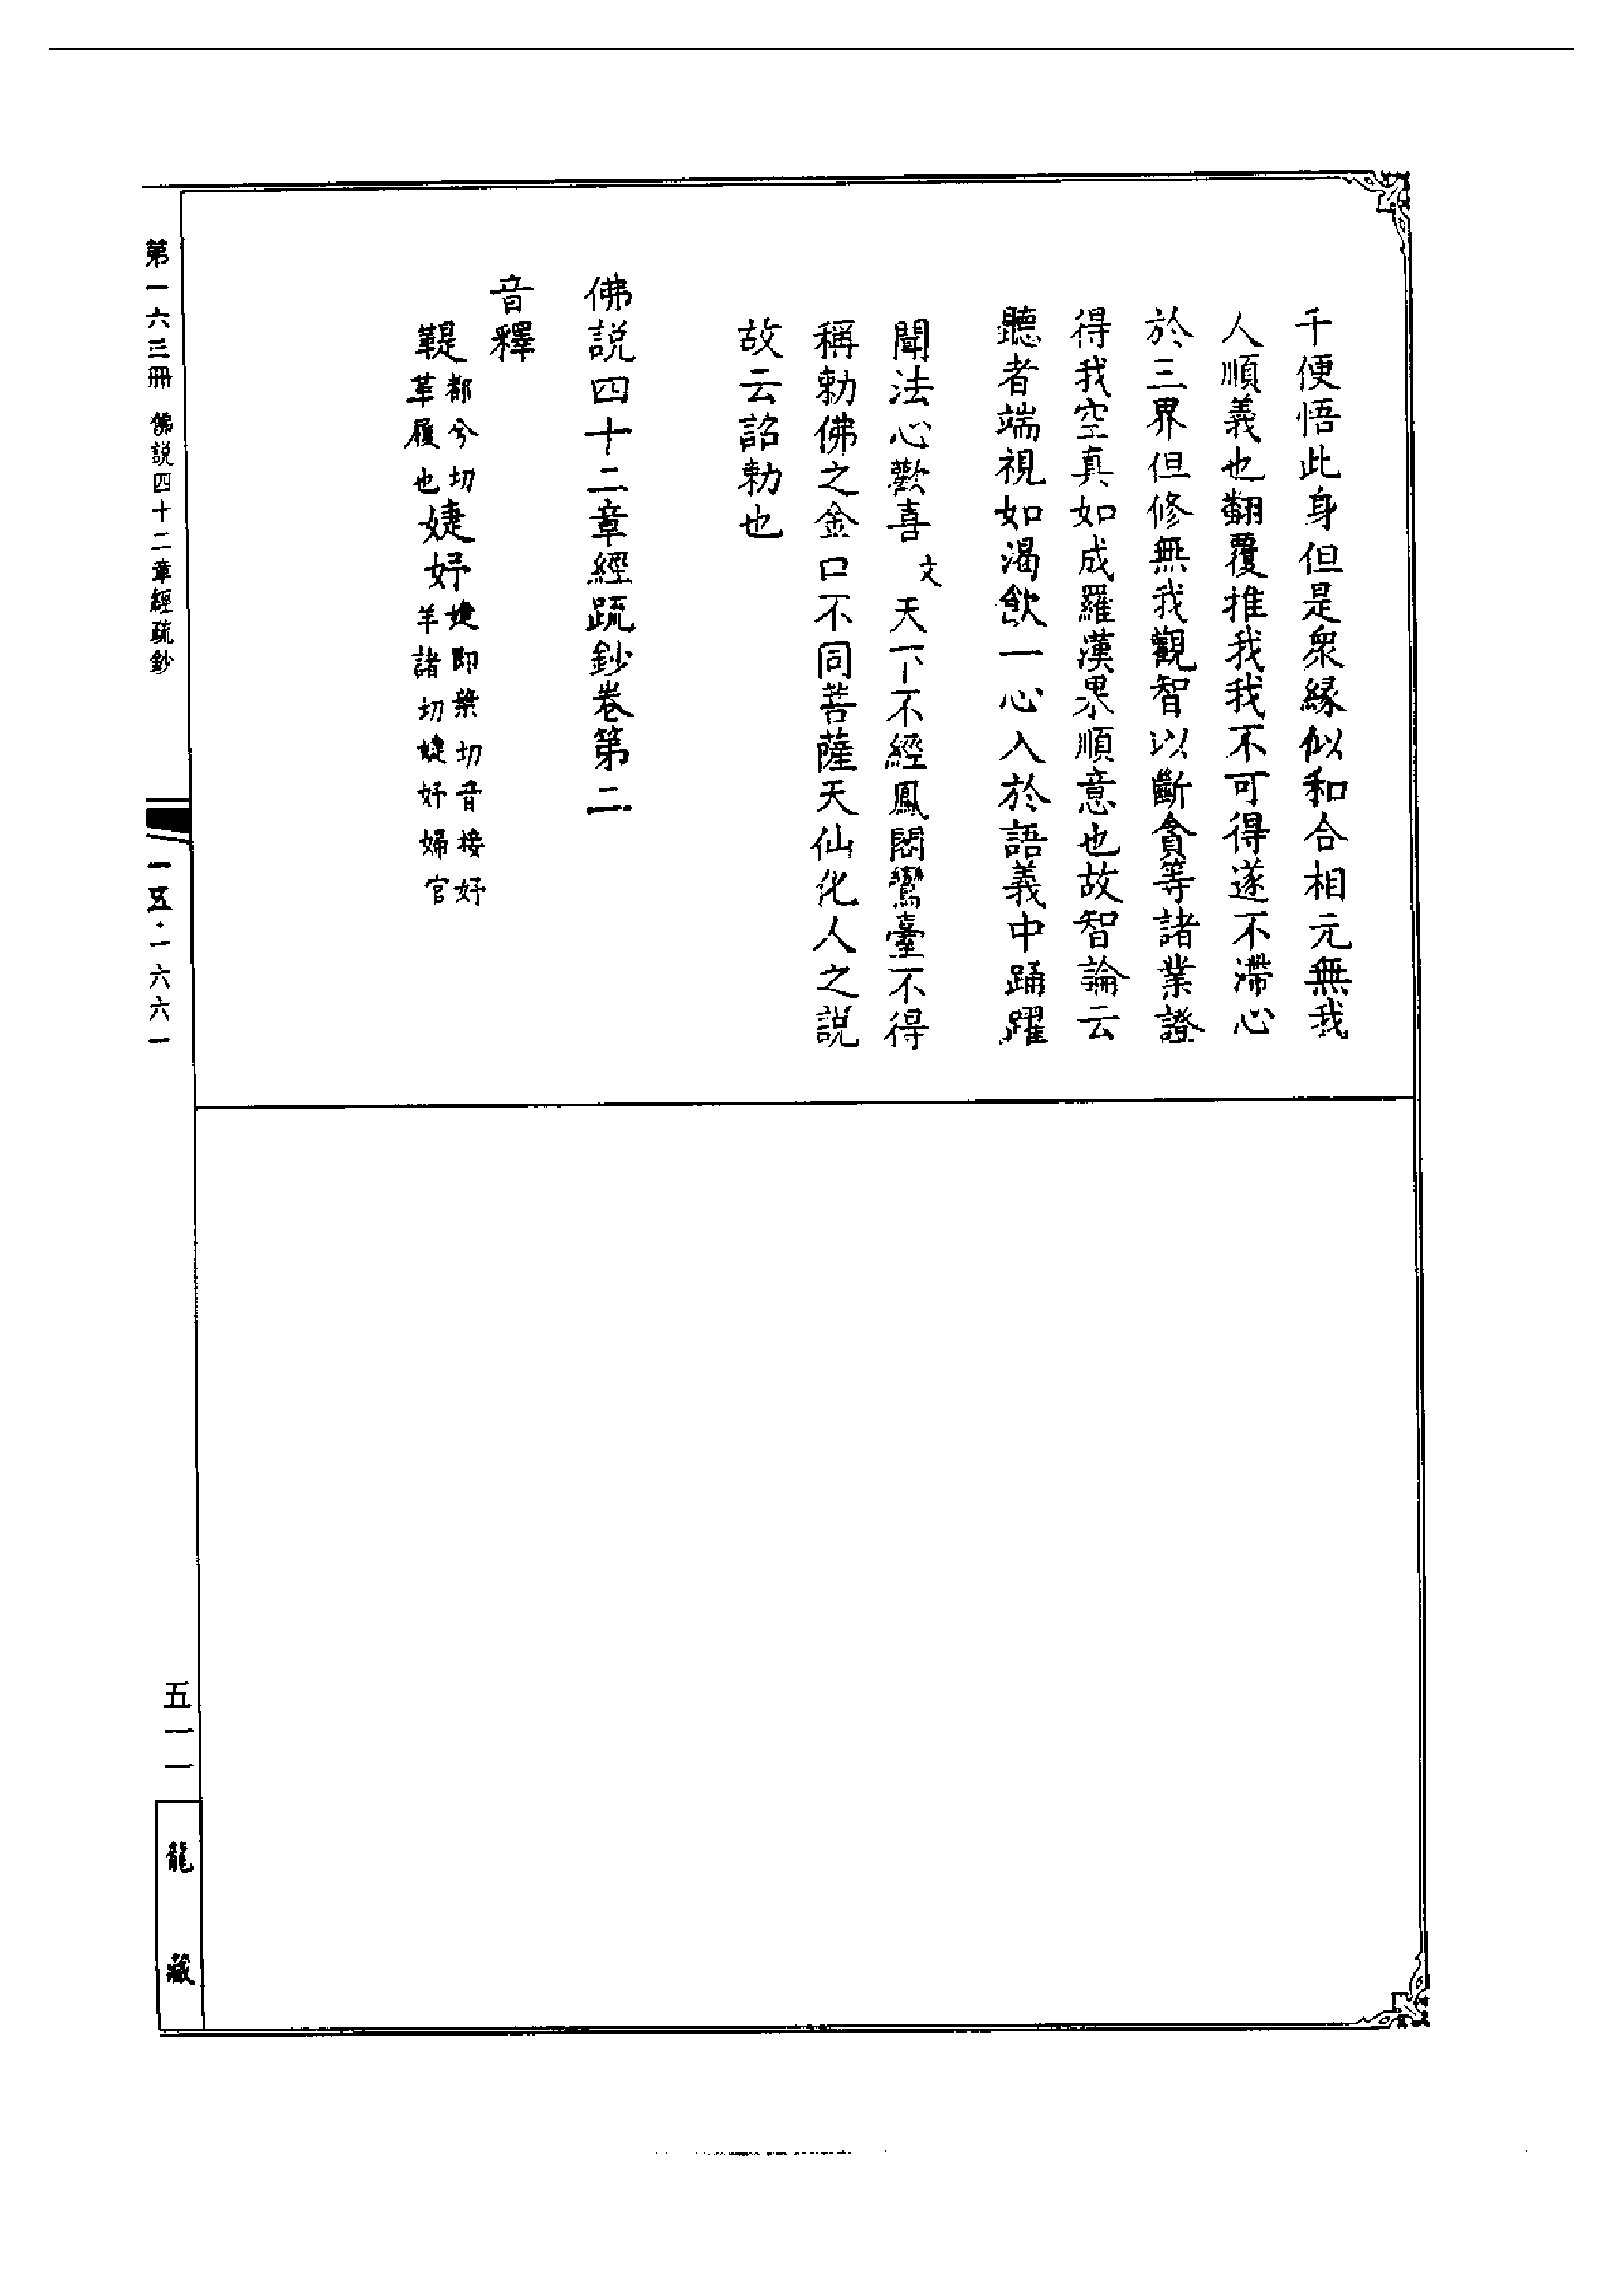 千便悟此身但是衆緣似和合相元無我
人順義也翻覆推我我不可得遂不滯心
於三界但修無我觀智以斷貪等諸業證
得我空真如成羅漢果順意也故智論云
聽者端視如渴飲一心入於語義中踊躍
聞法心歡喜 文 天下不經鳳閣鸞臺不得
稱勅佛之金口不同菩薩天仙化人之説
故云詔勅也
佛説四十二章經疏鈔卷第二
音釋
鞮 都兮切革履也 婕妤 婕即葉切音接妤羊諸切婕妤婦官
第一六三冊 佛説四十二章經疏鈔
一五·一六六一
五一一
龍藏